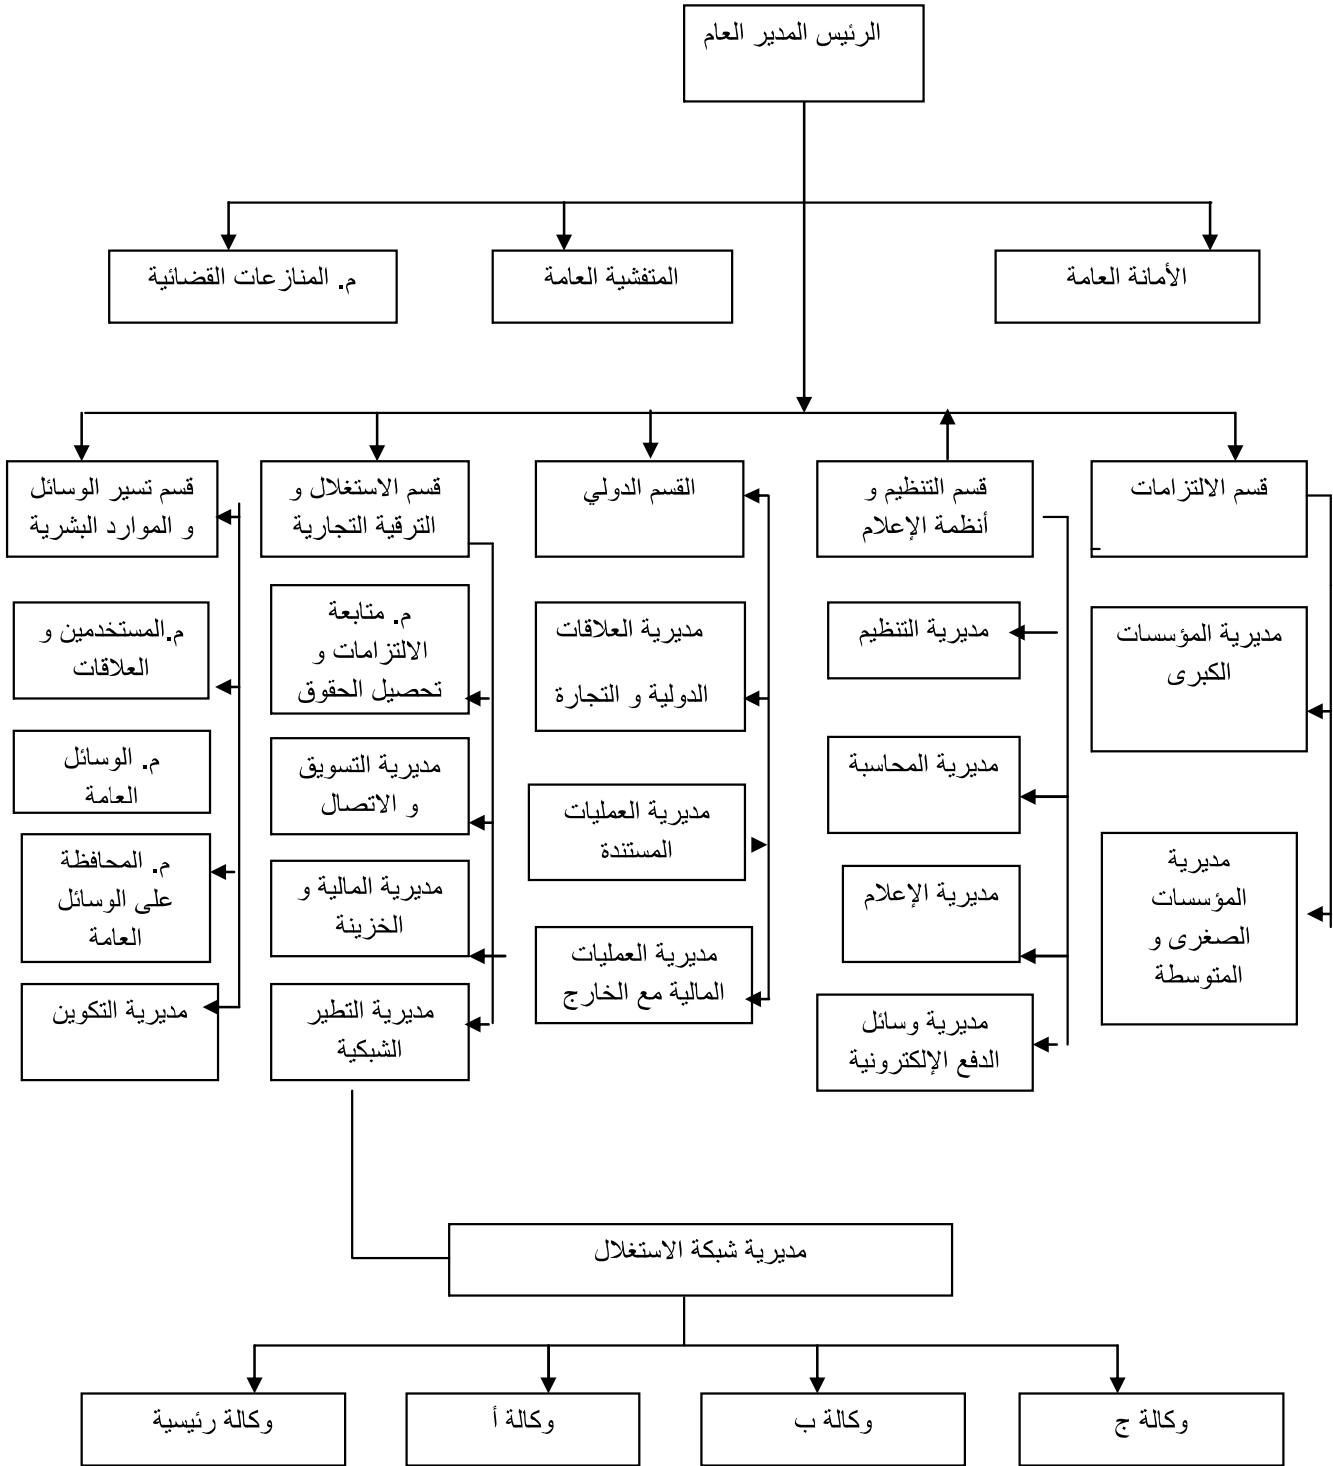 الرئيس المدير العام
الأمانة العامة
المتفشية العامة
م. المنازعات القضائية
قسم الالتزامات
قسم التنظيم و
أنظمة الإعلام
القسم الدولي
قسم الاستغلال و
الترقية التجارية
قسم تسير الوسائل
و الموارد البشرية
مديرية المؤسسات
الكبرى
مديرية
المؤسسات
الصغرى و
المتوسطة
مديرية التنظيم
مديرية المحاسبة
مديرية الإعلام
مديرية وسائل
الدفع الإلكترونية
مديرية العلاقات
الدولية و التجارة
مديرية العمليات
المستندة
مديرية العمليات
المالية مع الخارج
م. متابعة
الالتزامات و
تحصيل الحقوق
مديرية التسويق
و الاتصال
مديرية المالية و
الخزينة
مديرية التطير
الشبكية
م.المستخدمين و
العلاقات
م. الوسائل
العامة
م. المحافظة
على الوسائل
العامة
مديرية التكوين
مديرية شبكة الاستغلال
وكالة ج
وكالة ب
وكالة أ
وكالة رئيسية